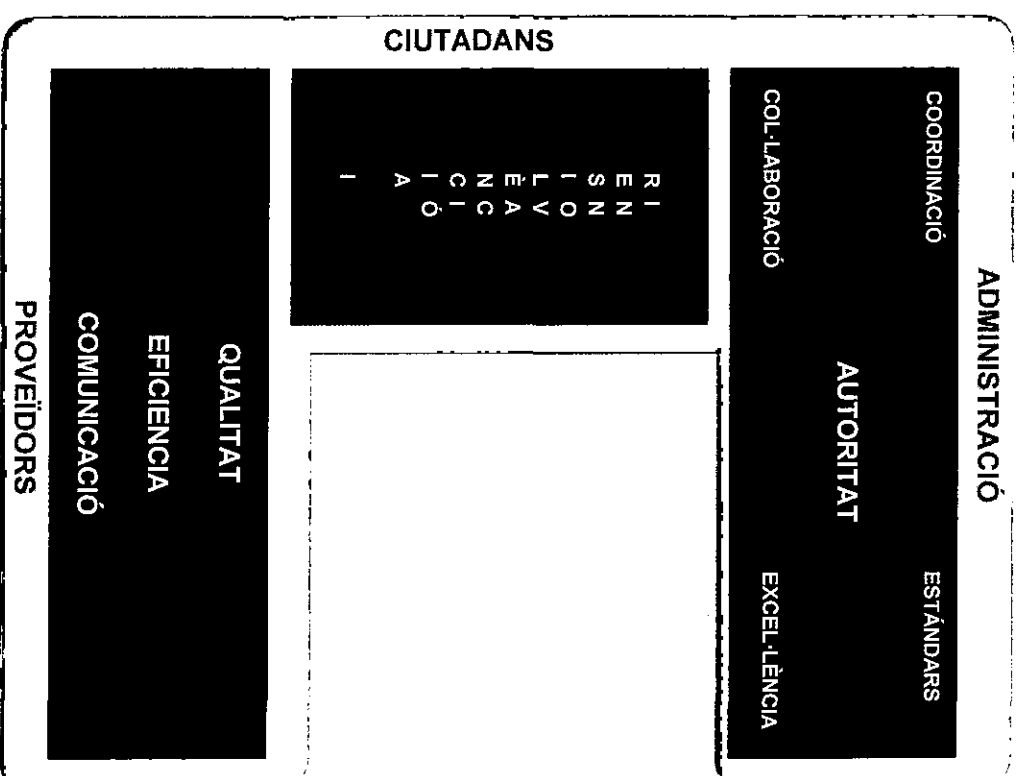 ADMINISTRACIÓ
COORDINACIÓ ESTÁNDARS
AUTORITAT
COL·LABORACIÓ EXCEL·LÈNCIA
CIUTADANS
RESILÈNCIA I
INNOVACIÓ
QUALITAT
EFICIENCIA
COMUNICACIÓ
PROVEÏDORS